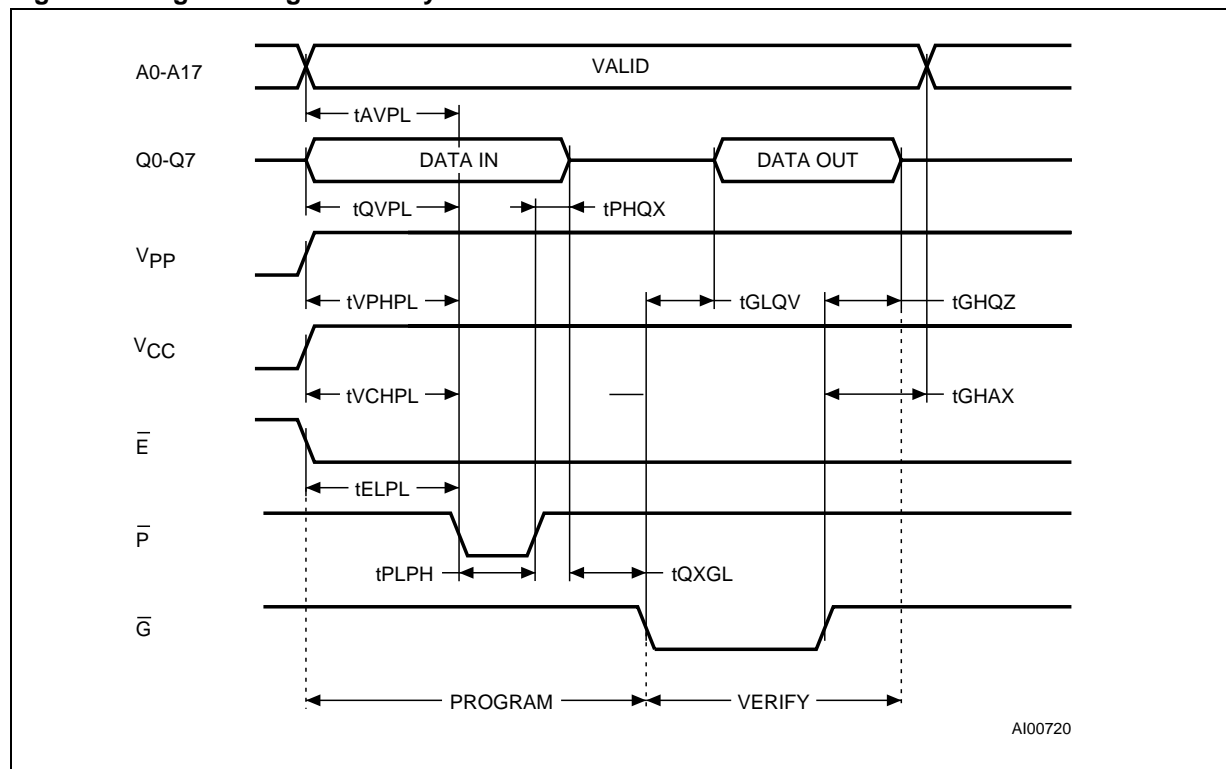 A0-A17
VALID
tAVPL
Q0-Q7
DATA IN
DATA OUT
tQVPL
tPHQX
VPP
tVPHPL
tGLQV
tGHQZ
VCC
tVCHPL
tGHAX
E̅
tELPL
P̅
tPLPH
tQXGL
G̅
PROGRAM
VERIFY
AI00720